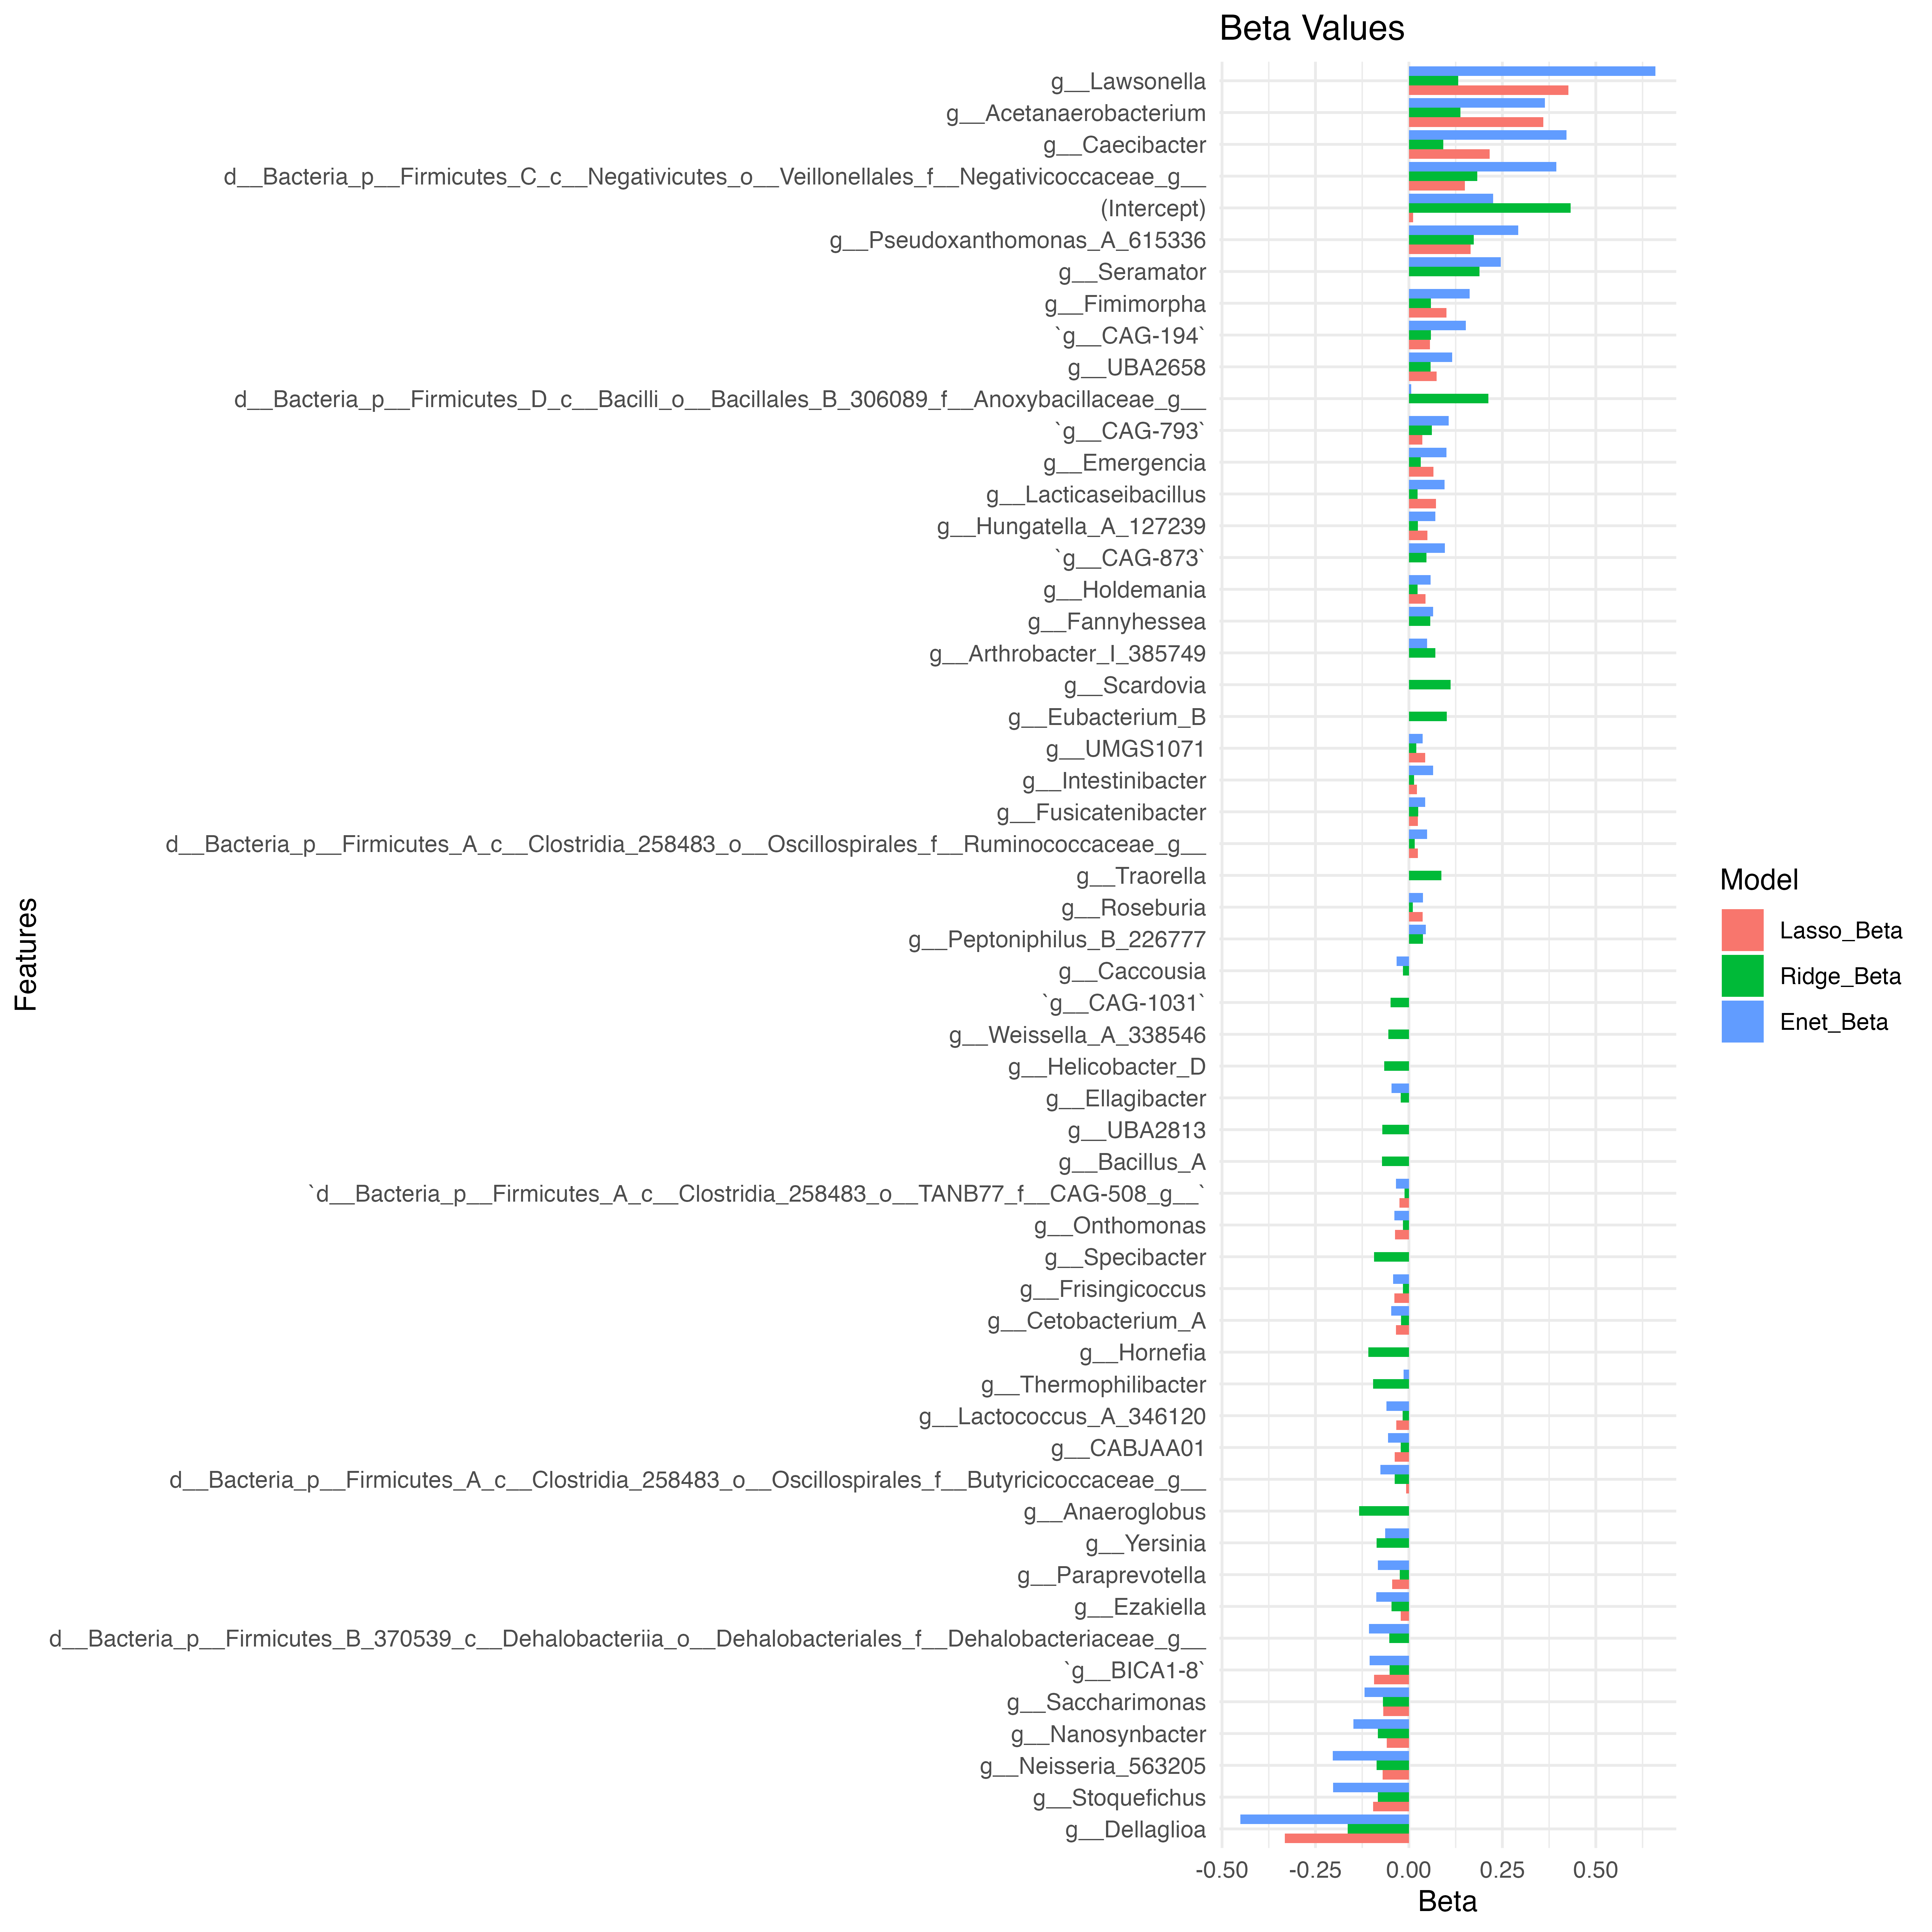 Beta Values
g__Lawsonella
g__Acetanaerobacterium
g__Caecibacter
d__Bacteria_p__Firmicutes_C_c__Negativicutes_o__Veillonellales_f__Negativicoccaceae_g__
(Intercept)
g__Pseudoxanthomonas_A_615336
g__Seramator
g__Fimimorpha
`g__CAG-194`
g__UBA2658
d__Bacteria_p__Firmicutes_D_c__Bacilli_o__Bacillales_B_306089_f__Anoxybacillaceae_g__
`g__CAG-793`
g__Emergencia
g__Lacticaseibacillus
g__Hungatella_A_127239
`g__CAG-873`
g__Holdemania
g__Fannyhessea
g__Arthrobacter_I_385749
g__Scardovia
g__Eubacterium_B
g__UMGS1071
g__Intestinibacter
g__Fusicatenibacter
d__Bacteria_p__Firmicutes_A_c__Clostridia_258483_o__Oscillospirales_f__Ruminococcaceae_g__
g__Traorella
g__Roseburia
g__Peptoniphilus_B_226777
g__Caccousia
`g__CAG-1031`
g__Weissella_A_338546
g__Helicobacter_D
g__Ellagibacter
g__UBA2813
g__Bacillus_A
`d__Bacteria_p__Firmicutes_A_c__Clostridia_258483_o__TANB77_f__CAG-508_g__`
g__Onthomonas
g__Specibacter
g__Frisingicoccus
g__Cetobacterium_A
g__Hornefia
g__Thermophilibacter
g__Lactococcus_A_346120
g__CABJAA01
d__Bacteria_p__Firmicutes_A_c__Clostridia_258483_o__Oscillospirales_f__Butyricicoccaceae_g__
g__Anaeroglobus
g__Yersinia
g__Paraprevotella
g__Ezakiella
d__Bacteria_p__Firmicutes_B_370539_c__Dehalobacteriia_o__Dehalobacteriales_f__Dehalobacteriaceae_g__
`g__BICA1-8`
g__Saccharimonas
g__Nanosynbacter
g__Neisseria_563205
g__Stoquefichus
g__Dellaglioa
-0.50 -0.25 0.00 0.25 0.50
Beta
Features
Model
Lasso_Beta
Ridge_Beta
Enet_Beta